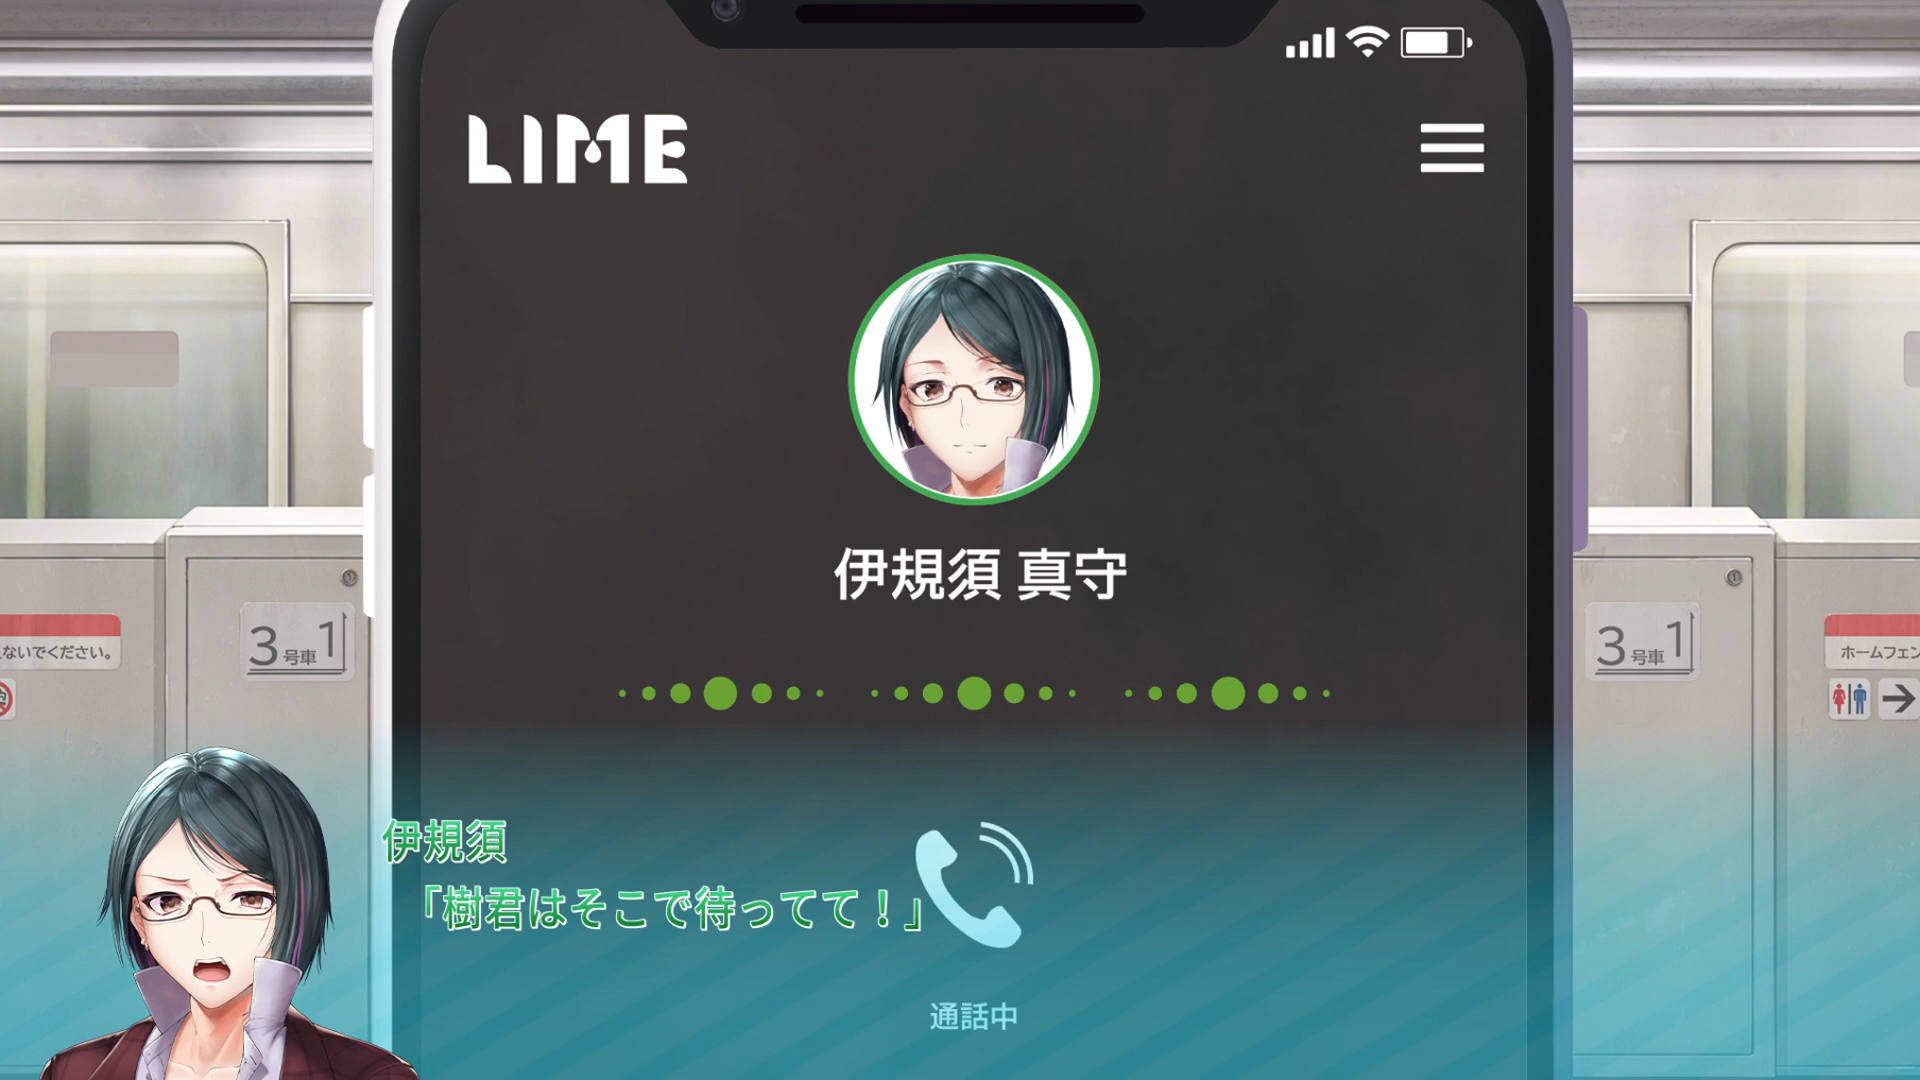 LIME
伊規須 真守
ないでください。
3号車1
3号車1
ホームフェン
伊規須
「樹君はそこで待ってて！」
通話中